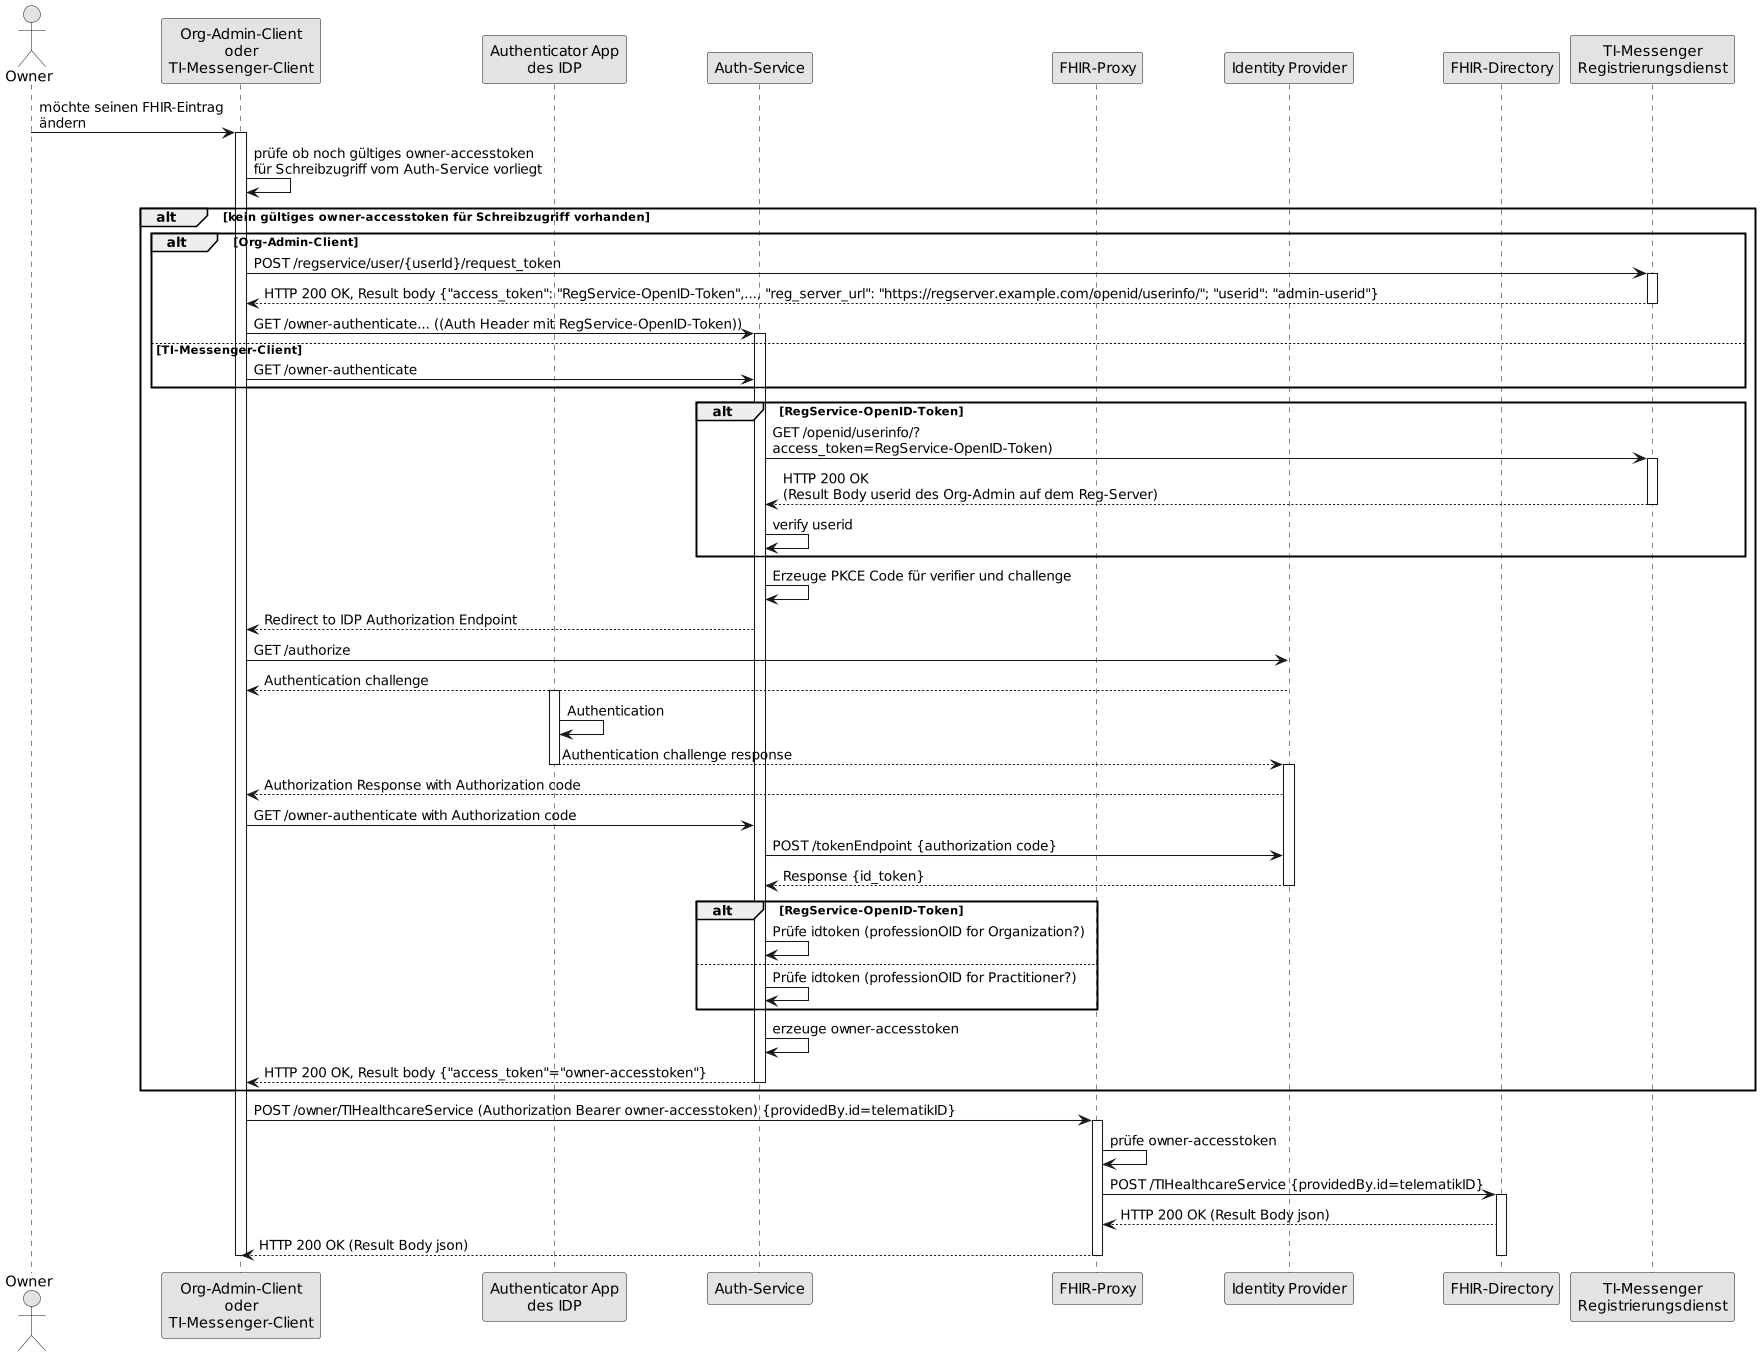 Owner
Org-Admin-Client
oder
TI-Messenger-Client
Authenticator App
des IDP
Auth-Service
FHIR-Proxy
Identity Provider
FHIR-Directory
TI-Messenger
Registrierungsdienst
möchte seinen FHIR-Eintrag
ändern
prüfe ob noch gültiges owner-accesstoken
für Schreibzugriff vom Auth-Service vorliegt
alt [kein gültiges owner-accesstoken für Schreibzugriff vorhanden]
alt [Org-Admin-Client]
POST /regservice/user/{userId}/request_token
HTTP 200 OK, Result body {"access_token": "RegService-OpenID-Token",..., "reg_server_url": "https://regserver.example.com/openid/userinfo/"; "userid": "admin-userid"}
GET /owner-authenticate... ((Auth Header mit RegService-OpenID-Token))
[TI-Messenger-Client]
GET /owner-authenticate
alt [RegService-OpenID-Token]
GET /openid/userinfo/?
access_token=RegService-OpenID-Token)
HTTP 200 OK
(Result Body userid des Org-Admin auf dem Reg-Server)
verify userid
Erzeuge PKCE Code für verifier und challenge
Redirect to IDP Authorization Endpoint
GET /authorize
Authentication challenge
Authentication
Authentication challenge response
Authorization Response with Authorization code
GET /owner-authenticate with Authorization code
POST /tokenEndpoint {authorization code}
Response {id_token}
alt [RegService-OpenID-Token]
Prüfe idtoken (professionOID for Organization?)
Prüfe idtoken (professionOID for Practitioner?)
erzeuge owner-accesstoken
HTTP 200 OK, Result body {"access_token"="owner-accesstoken"}
POST /owner/TIHealthcareService (Authorization Bearer owner-accesstoken) {providedBy.id=telematikID}
prüfe owner-accesstoken
POST /TIHealthcareService {providedBy.id=telematikID}
HTTP 200 OK (Result Body json)
HTTP 200 OK (Result Body json)
Owner
Org-Admin-Client
oder
TI-Messenger-Client
Authenticator App
des IDP
Auth-Service
FHIR-Proxy
Identity Provider
FHIR-Directory
TI-Messenger
Registrierungsdienst